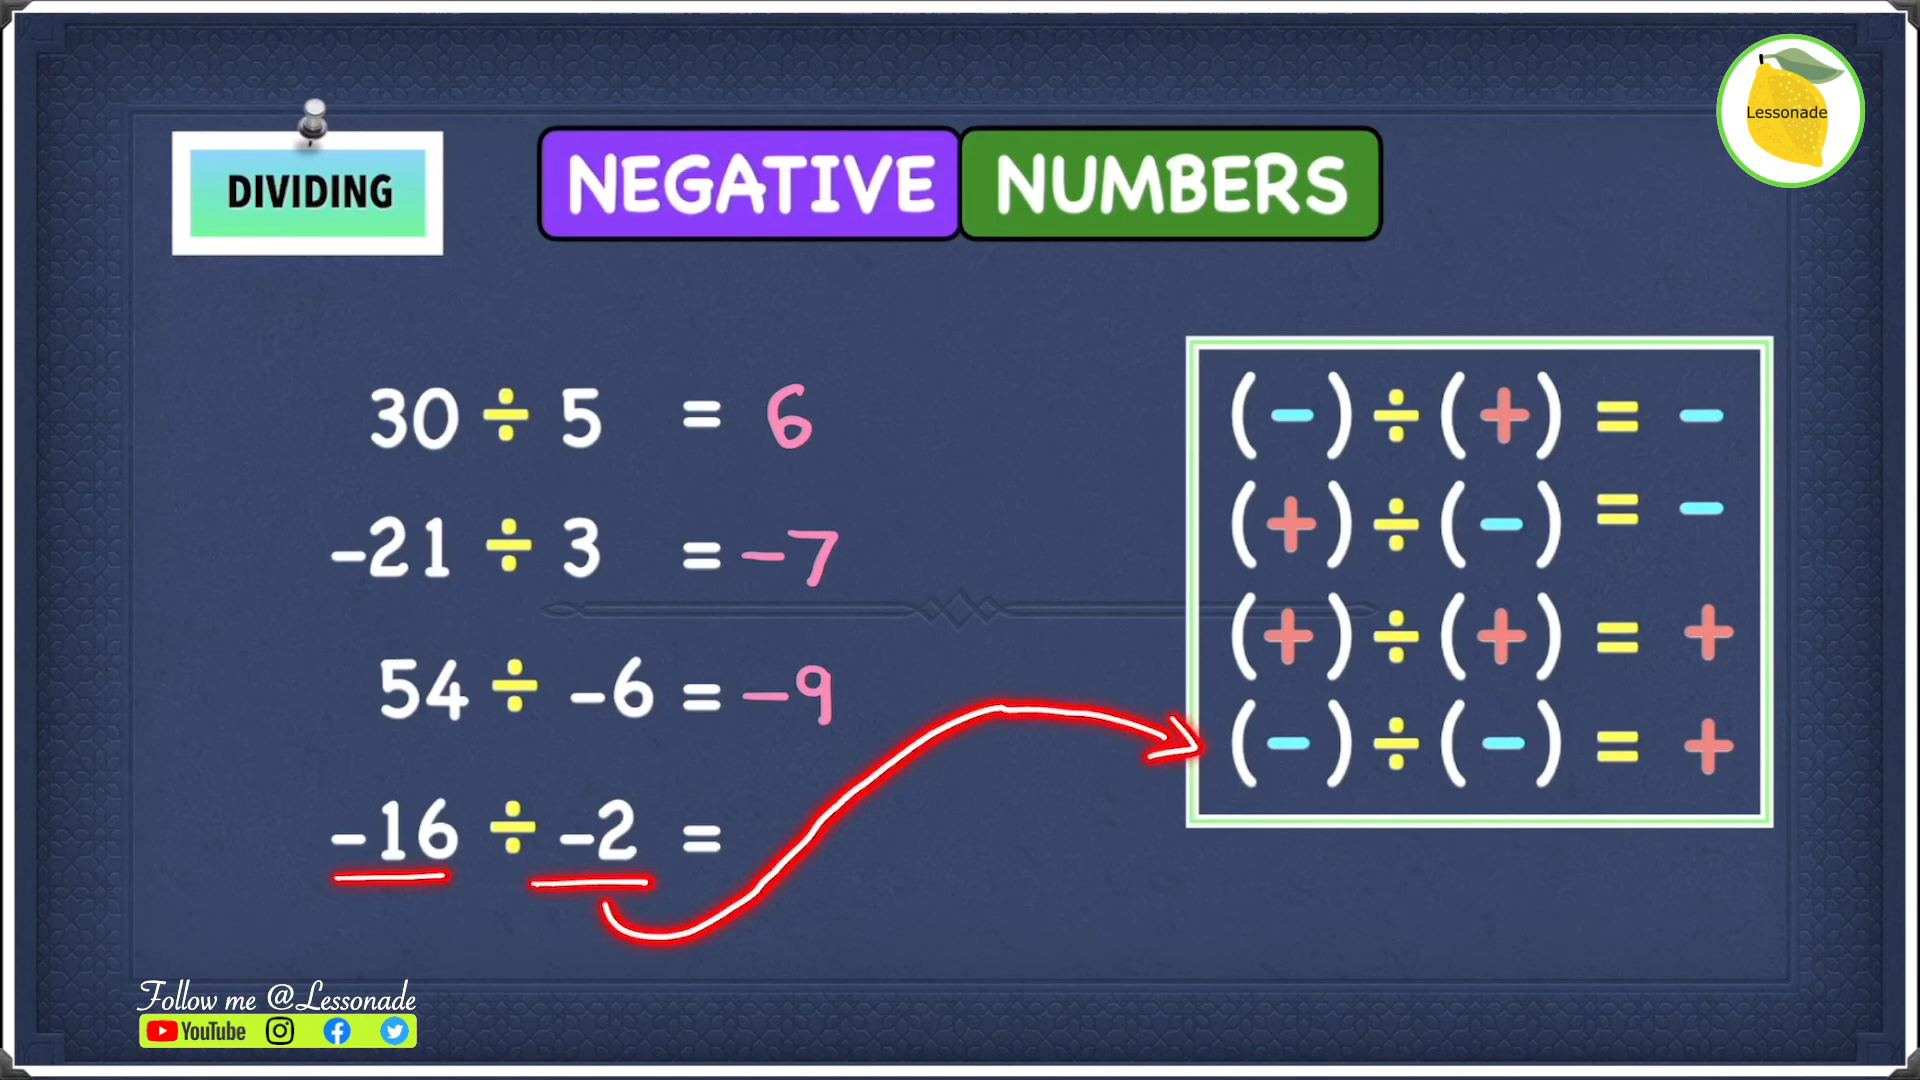 DIVIDING
NEGATIVE NUMBERS
Lessonade
30 ÷ 5 = 6
-21 ÷ 3 = -7
54 ÷ -6 = -9
-16 ÷ -2 =
(-) ÷ (+) = -
(+) ÷ (-) = -
(+) ÷ (+) = +
(-) ÷ (-) = +
Follow me @Lessonade
YouTube